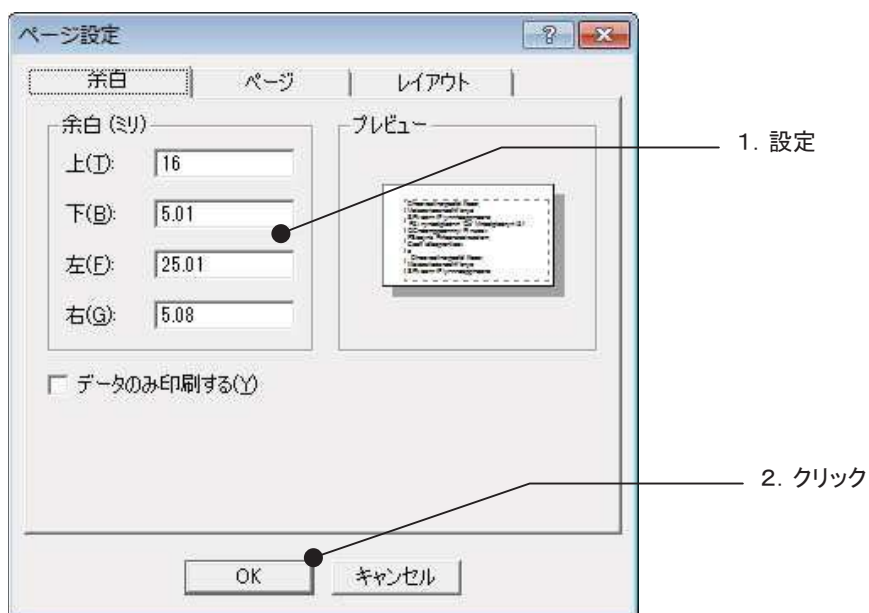 ページ設定
余白 ページ レイアウト
余白(ミリ)
上(T): 16
下(B): 5.01
左(F): 25.01
右(G): 5.08
プレビュー
データのみ印刷する(Y)
OK キャンセル
1. 設定
2. クリック